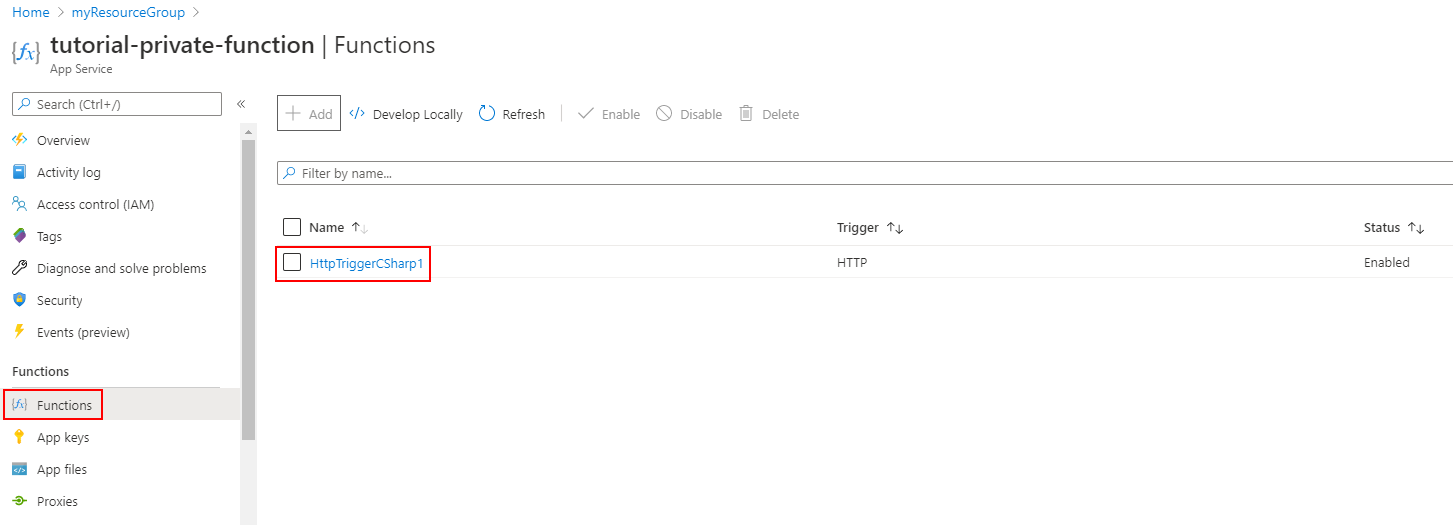 Home > myResourceGroup >
{fx} tutorial-private-function | Functions
App Service
Search (Ctrl+/) «
Overview
Activity log
Access control (IAM)
Tags
Diagnose and solve problems
Security
Events (preview)
Functions
{fx} Functions
App keys
App files
Proxies
+ Add </> Develop Locally Refresh | Enable Disable Delete
Filter by name...
Name ↑↓ Trigger ↑↓ Status ↑↓
HttpTriggerCSharp1 HTTP Enabled